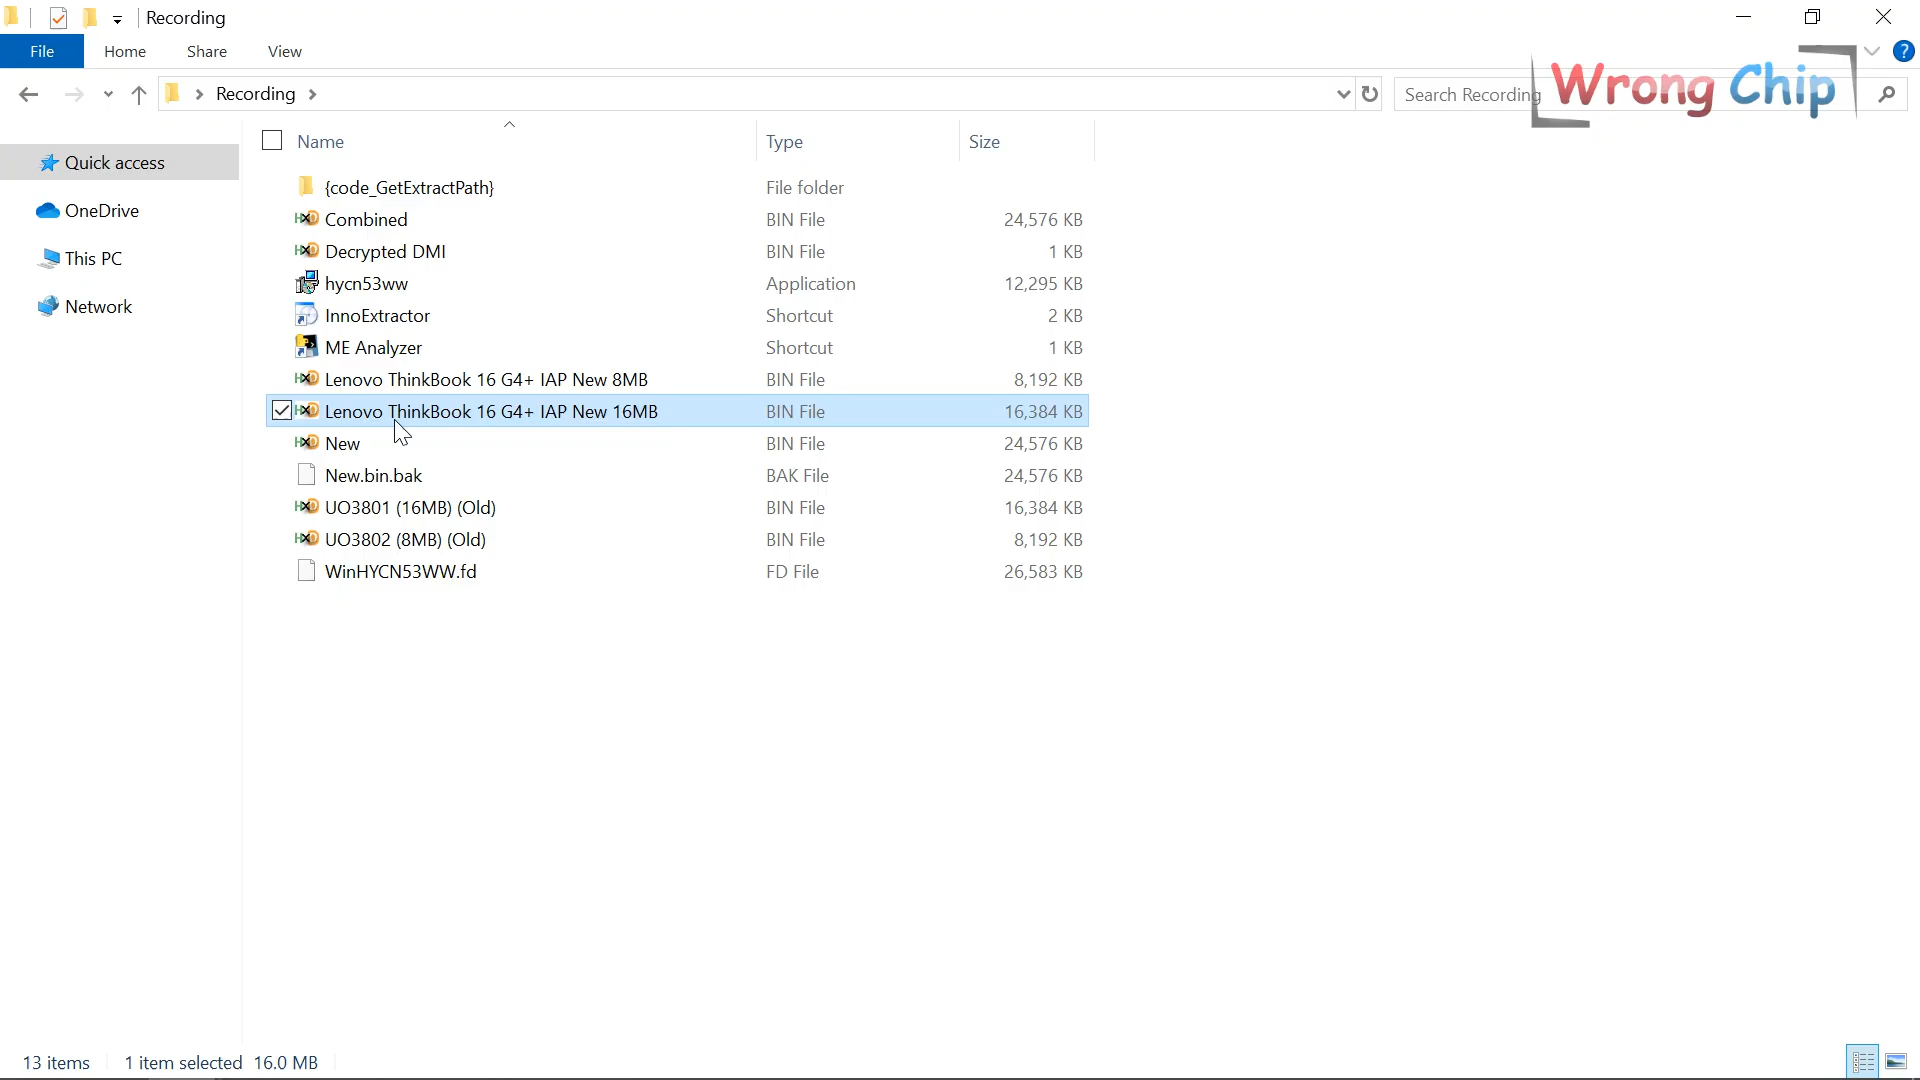 Recording
File Home Share View
Recording
Search Recording
Wrong Chip
Quick access
OneDrive
This PC
Network
Name Type Size
{code_GetExtractPath} File folder
Combined BIN File 24,576 KB
Decrypted DMI BIN File 1 KB
hycn53ww Application 12,295 KB
InnoExtractor Shortcut 2 KB
ME Analyzer Shortcut 1 KB
Lenovo ThinkBook 16 G4+ IAP New 8MB BIN File 8,192 KB
Lenovo ThinkBook 16 G4+ IAP New 16MB BIN File 16,384 KB
New BIN File 24,576 KB
New.bin.bak BAK File 24,576 KB
UO3801 (16MB) (Old) BIN File 16,384 KB
UO3802 (8MB) (Old) BIN File 8,192 KB
WinHYCN53WW.fd FD File 26,583 KB
13 items 1 item selected 16.0 MB